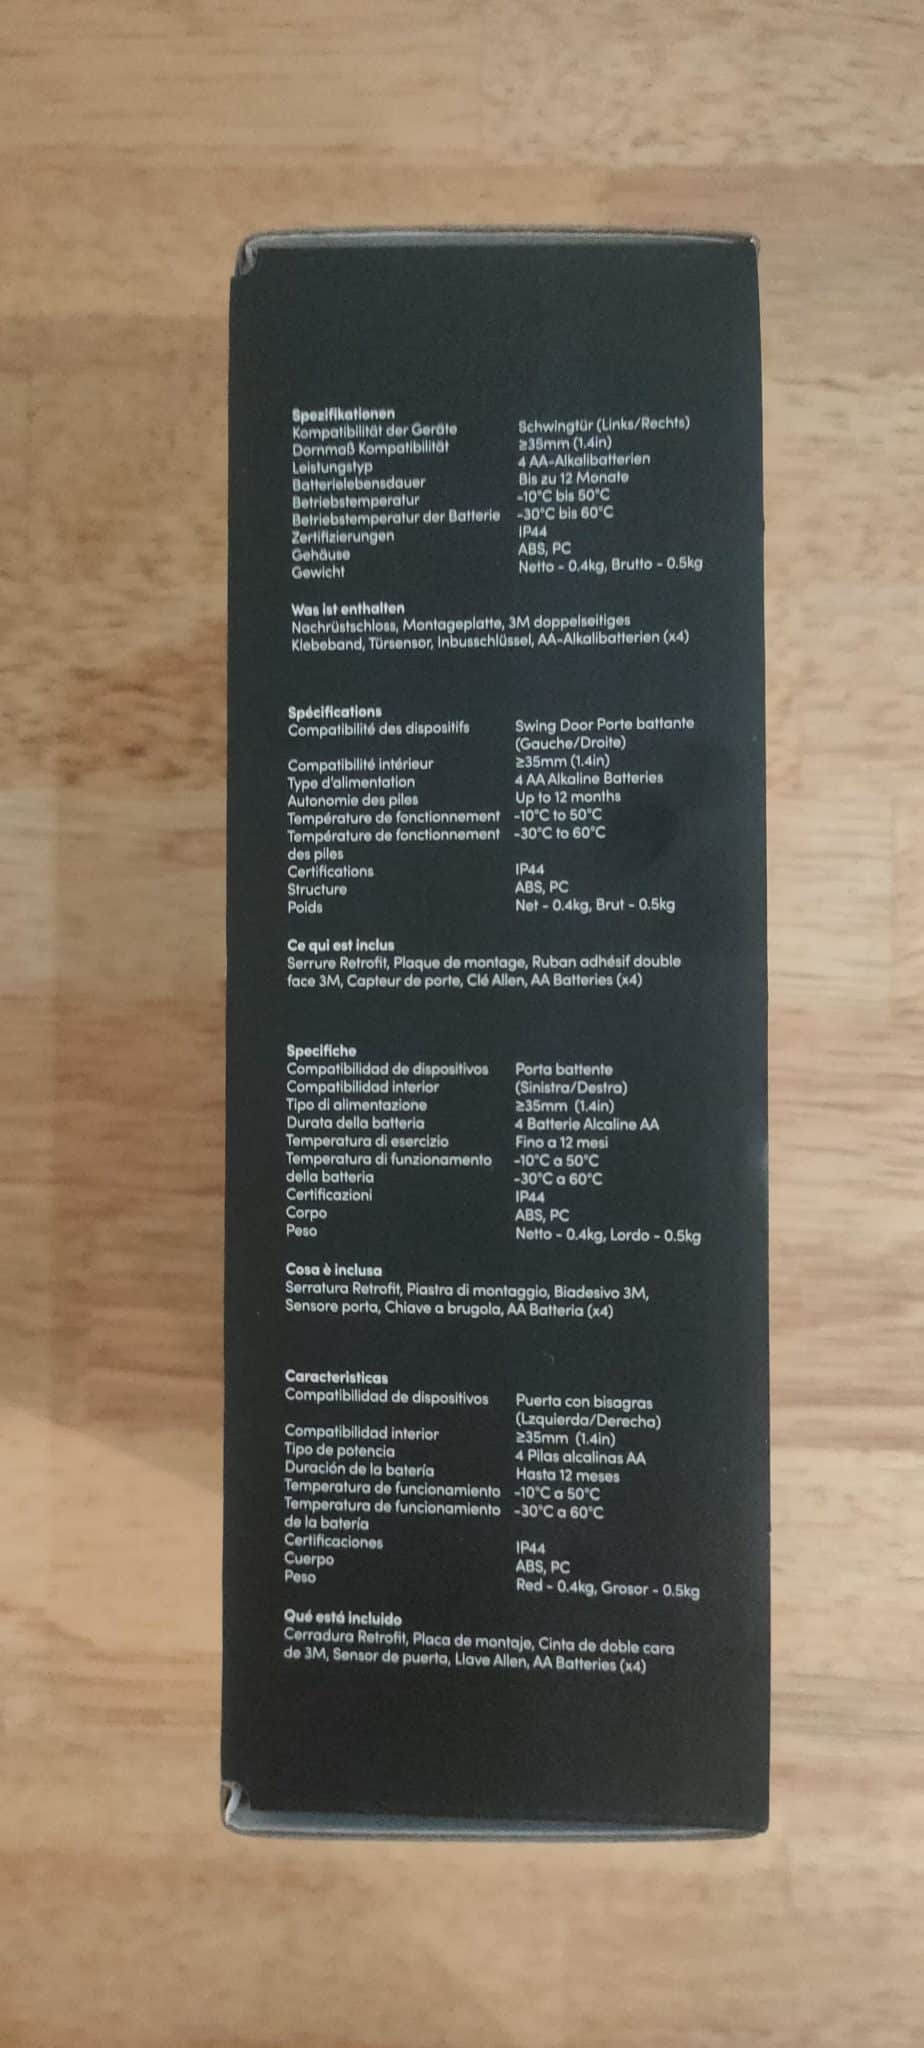 Spezifikationen
Kompatibilität der Geräte Schwingtür (Links/Rechts)
Dornmaß Kompatibilität ≥35mm (1.4in)
Leistungstyp 4 AA-Alkalibatterien
Batterielebensdauer Bis zu 12 Monate
Betriebstemperatur -10°C bis 50°C
Betriebstemperatur der Batterie -30°C bis 60°C
Zertifizierungen IP44
Gehäuse ABS, PC
Gewicht Netto - 0.4kg, Brutto - 0.5kg
Was ist enthalten
Nachrüstschloss, Montageplatte, 3M doppelseitiges
Klebeband, Türsensor, Inbusschlüssel, AA-Alkalibatterien (x4)
Spécifications
Compatibilité des dispositifs Swing Door Porte battante
(Gauche/Droite)
Compatibilité intérieur ≥35mm (1.4in)
Type d'alimentation 4 AA Alkaline Batteries
Autonomie des piles Up to 12 months
Température de fonctionnement -10°C to 50°C
Température de fonctionnement -30°C to 60°C
des piles
Certifications IP44
Structure ABS, PC
Poids Net - 0.4kg, Brut - 0.5kg
Ce qui est inclus
Serrure Retrofit, Plaque de montage, Ruban adhésif double
face 3M, Capteur de porte, Clé Allen, AA Batteries (x4)
Specifiche
Compatibilidad de dispositivos Porta battente
Compatibilidad interior (Sinistra/Destra)
Tipo di alimentazione ≥35mm (1.4in)
Durata della batteria 4 Batterie Alcaline AA
Temperatura di esercizio Fino a 12 mesi
Temperatura di funzionamento -10°C a 50°C
della batteria -30°C a 60°C
Certificazioni IP44
Corpo ABS, PC
Peso Netto - 0.4kg, Lordo - 0.5kg
Cosa è inclusa
Serratura Retrofit, Piastra di montaggio, Biadesivo 3M,
Sensore porta, Chiave a brugola, AA Batteria (x4)
Caracteristicas
Compatibilidad de dispositivos Puerta con bisagras
(Lzquierda/Derecha)
Compatibilidad interior ≥35mm (1.4in)
Tipo de potencia 4 Pilas alcalinas AA
Duración de la batería Hasta 12 meses
Temperatura de funcionamiento -10°C a 50°C
Temperatura de funcionamiento -30°C a 60°C
de la batería
Certificaciones IP44
Cuerpo ABS, PC
Peso Red - 0.4kg, Grosor - 0.5kg
Qué está incluido
Cerradura Retrofit, Placa de montaje, Cinta de doble cara
de 3M, Sensor de puerta, Llave Allen, AA Batteries (x4)